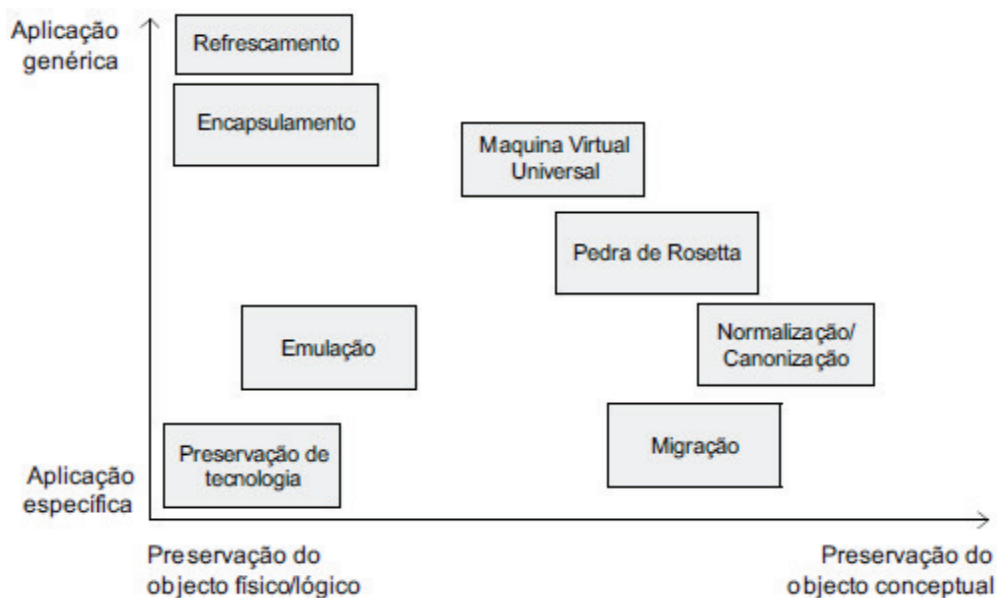 Aplicação
genérica
Refrescamento
Encapsulamento
Maquina Virtual
Universal
Pedra de Rosetta
Emulação
Normalização/
Canonização
Preservação de
tecnologia
Migração
Aplicação
específica
Preservação do
objecto físico/lógico
Preservação do
objecto conceptual